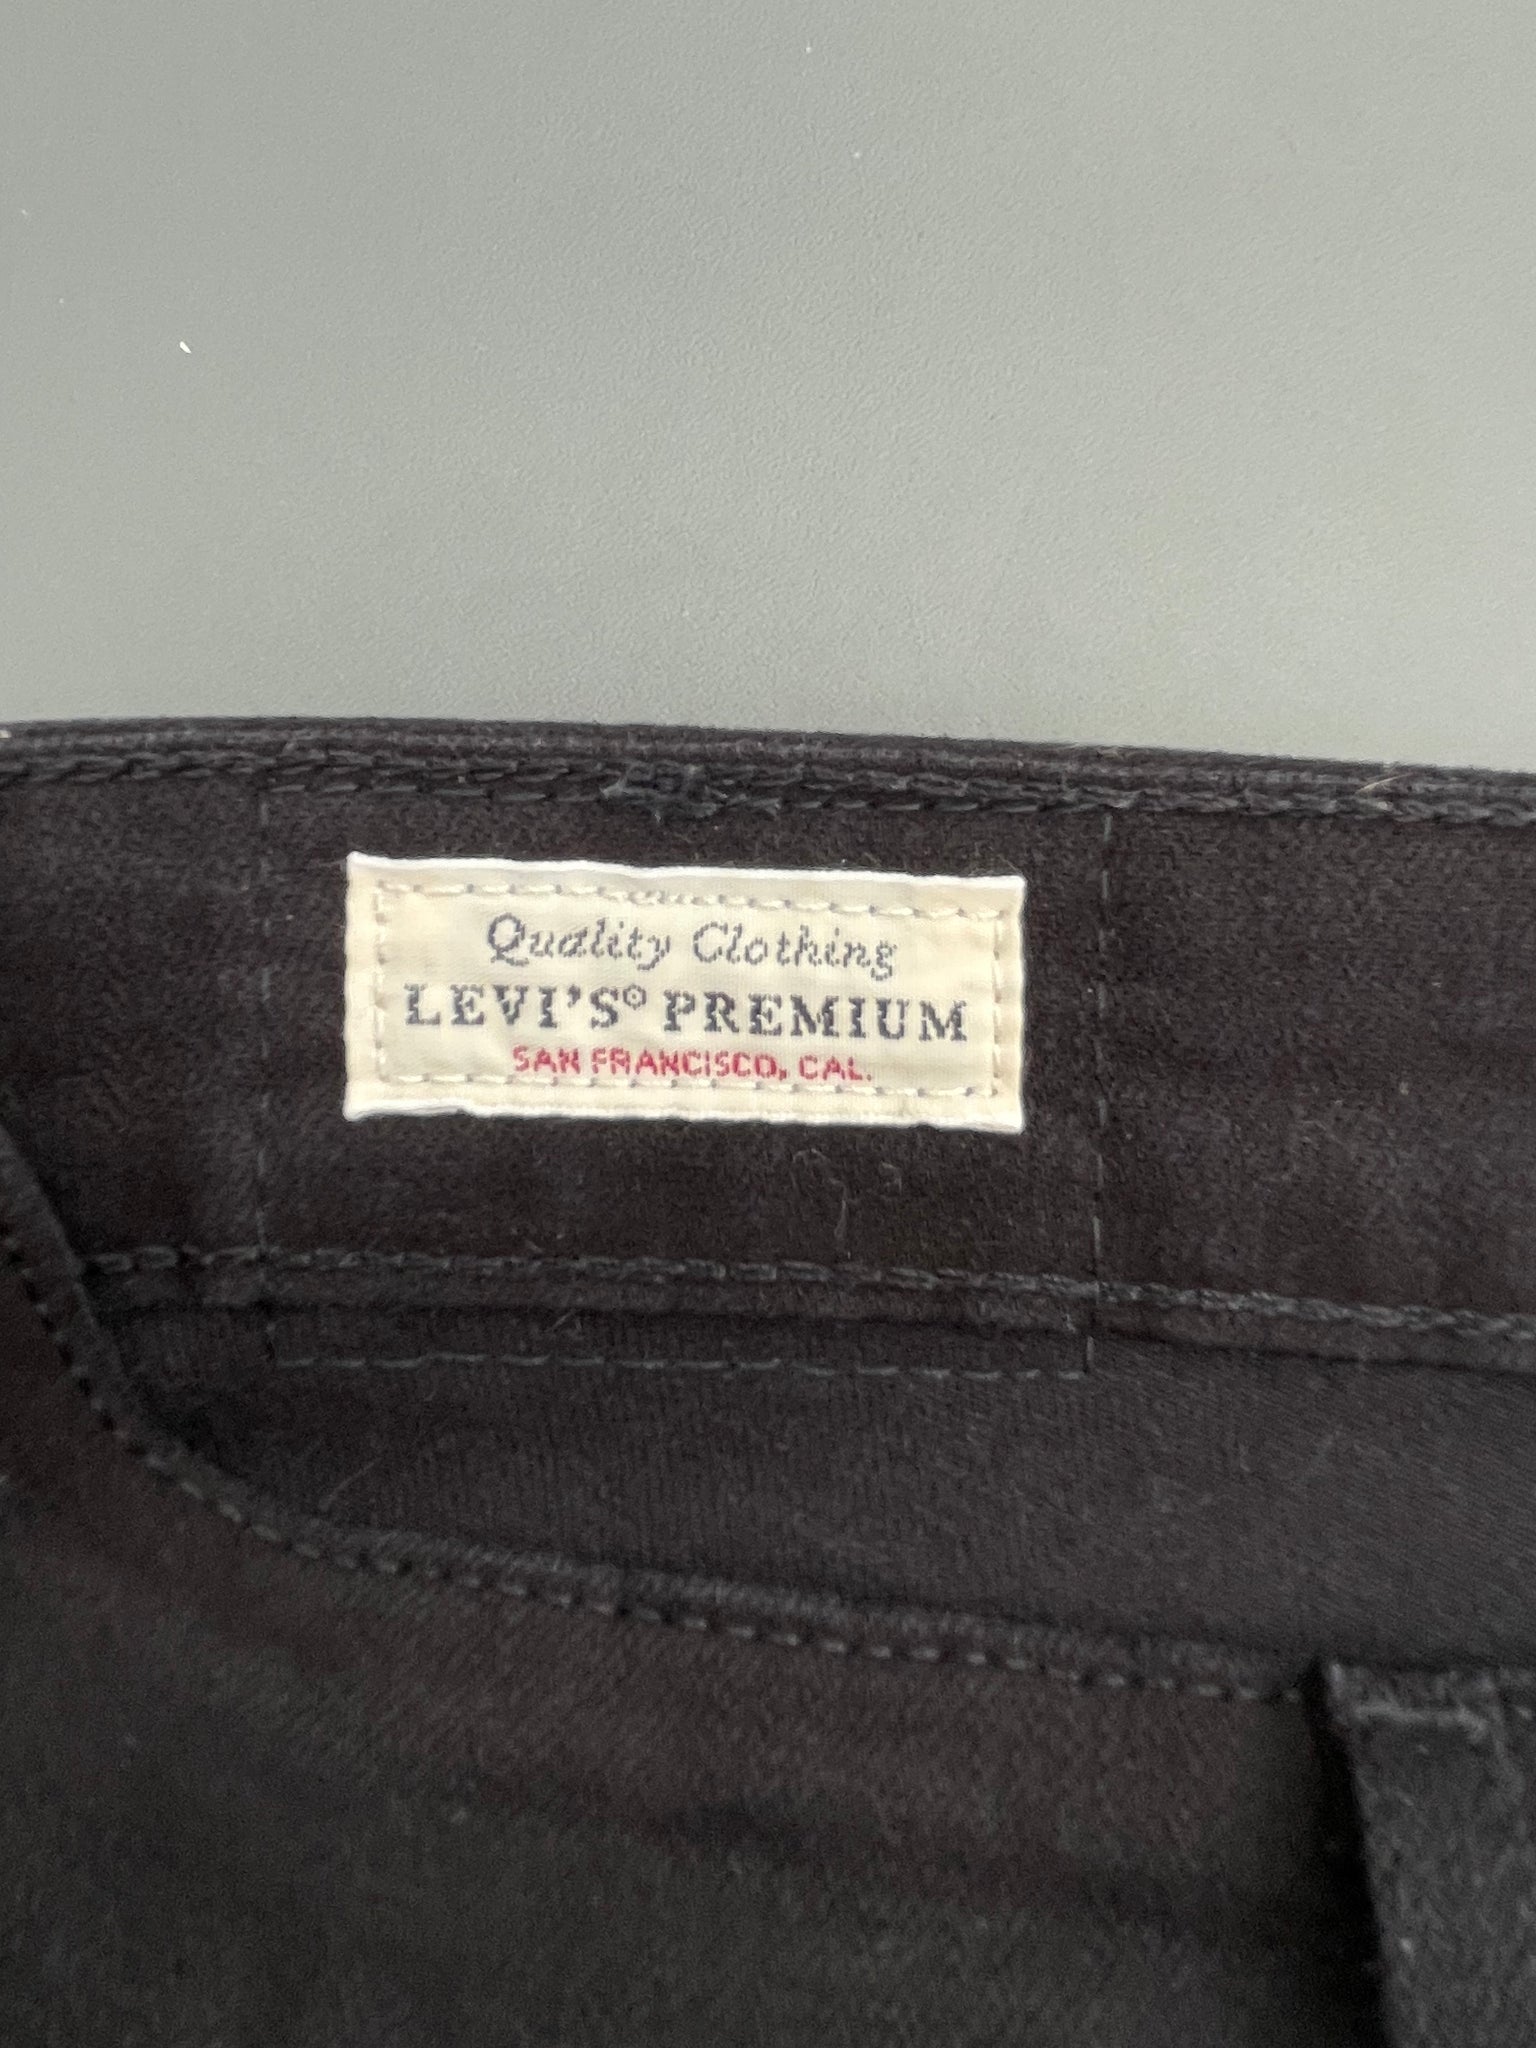 Quality Clothing
LEVI'S® PREMIUM
SAN FRANCISCO, CAL.